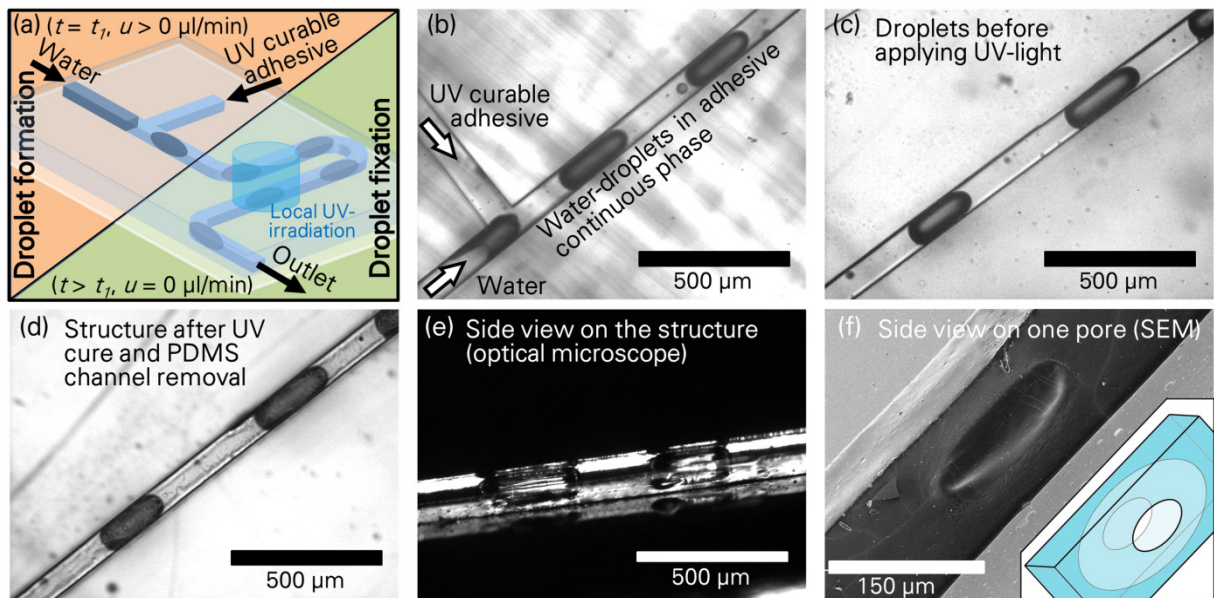 (a) (t = t₁, u > 0 µl/min)
Water
UV curable
adhesive
Droplet formation
Local UV-
irradiation
Droplet fixation
Outlet
(t > t₁, u = 0 µl/min)
(b)
UV curable
adhesive
Water-droplets in adhesive
continuous phase
Water
500 µm
(c) Droplets before
applying UV-light
500 µm
(d) Structure after UV
cure and PDMS
channel removal
500 µm
(e) Side view on the structure
(optical microscope)
500 µm
(f) Side view on one pore (SEM)
150 µm